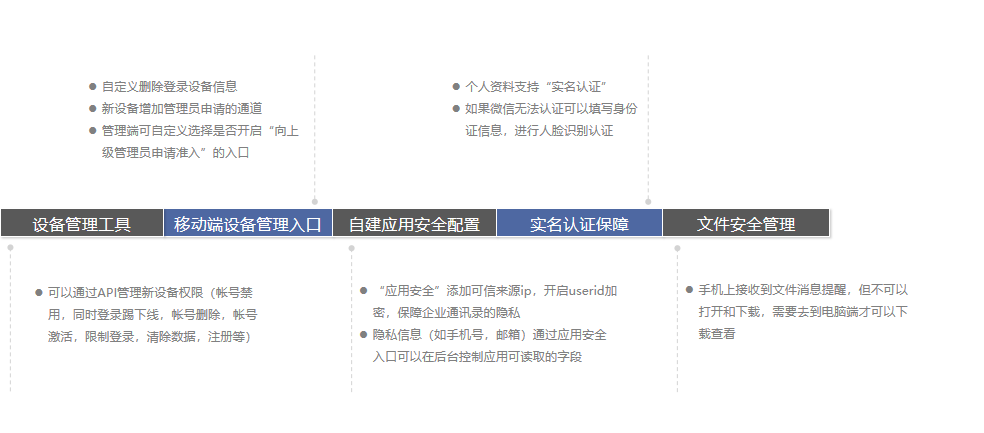 自定义删除登录设备信息
新设备增加管理员申请的通道
管理端可自定义选择是否开启“向上
级管理员申请准入”的入口
个人资料支持“实名认证”
如果微信无法认证可以填写身份
证信息，进行人脸识别认证
设备管理工具
移动端设备管理入口
自建应用安全配置
实名认证保障
文件安全管理
可以通过API管理新设备权限（帐号禁
用，同时登录踢下线，帐号删除，帐号
激活，限制登录，清除数据，注册等）
“应用安全”添加可信来源ip，开启userid加
密，保障企业通讯录的隐私
隐私信息（如手机号，邮箱）通过应用安全
入口可以在后台控制应用可读取的字段
手机上接收到文件消息提醒，但不可以
打开和下载，需要去到电脑端才可以下
载查看